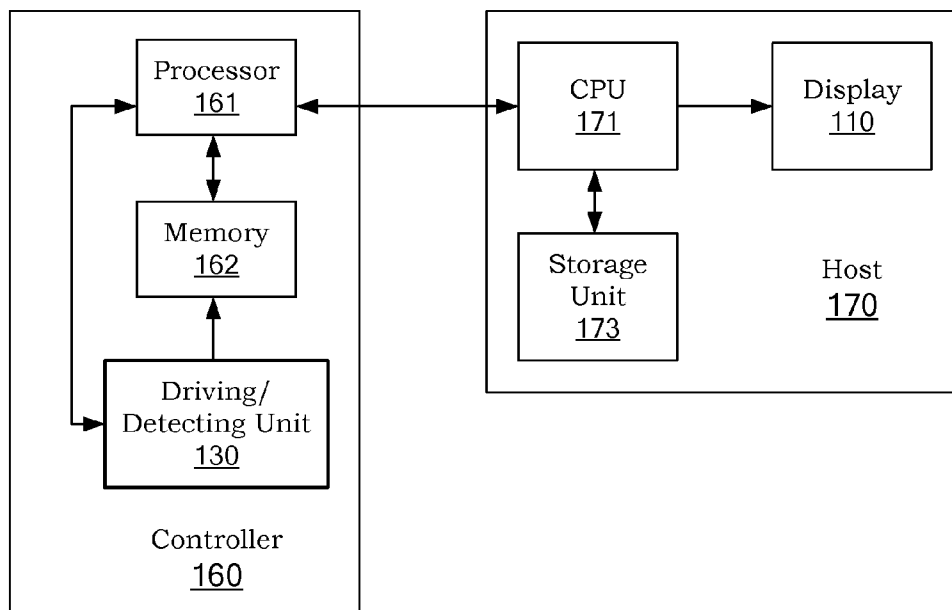 Processor
161
Memory
162
Driving/
Detecting Unit
130
Controller
160
CPU
171
Display
110
Storage
Unit
173
Host
170